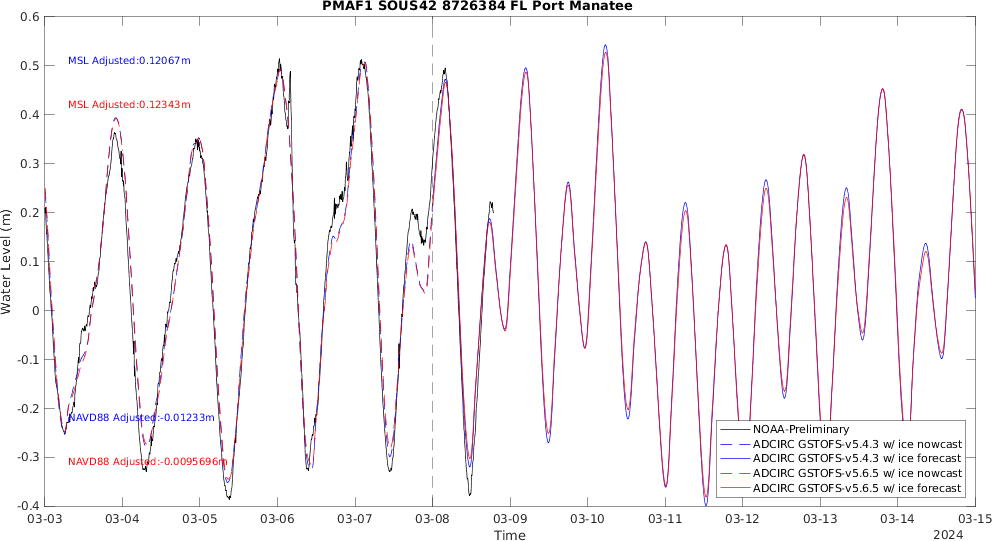 PMAF1 SOUS42 8726384 FL Port Manatee
Water Level (m)
0.6
0.5
0.4
0.3
0.2
0.1
0
-0.1
-0.2
-0.3
-0.4
MSL Adjusted:0.12067m
MSL Adjusted:0.12343m
NAVD88 Adjusted:-0.01233m
NAVD88 Adjusted:-0.0095696m
NOAA-Preliminary
ADCIRC GSTOFS-v5.4.3 w/ ice nowcast
ADCIRC GSTOFS-v5.4.3 w/ ice forecast
ADCIRC GSTOFS-v5.6.5 w/ ice nowcast
ADCIRC GSTOFS-v5.6.5 w/ ice forecast
03-03 03-04 03-05 03-06 03-07 03-08 03-09 03-10 03-11 03-12 03-13 03-14 03-15
Time
2024